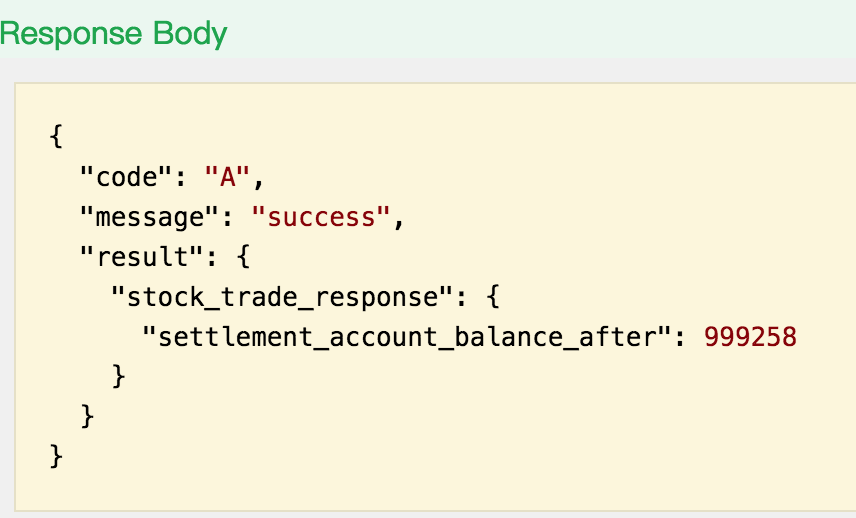 Response Body
{
"code": "A",
"message": "success",
"result": {
"stock_trade_response": {
"settlement_account_balance_after": 999258
}
}
}